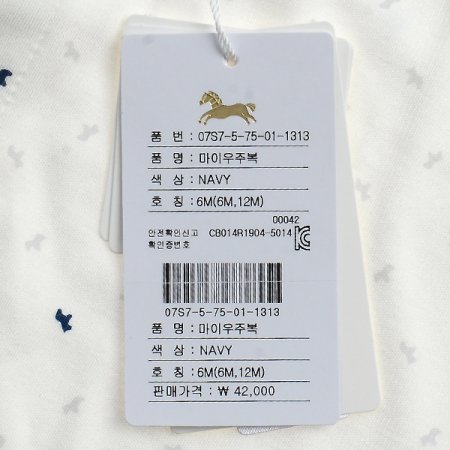 품 번 : 07S7-5-75-01-1313
품 명 : 마이우주복
색 상 : NAVY
호 칭 : 6M(6M,12M)
00042
안전확인신고 CB014R1904-5014
확인증번호
07S7-5-75-01-1313
품 명 : 마이우주복
색 상 : NAVY
호 칭 : 6M(6M,12M)
판매가격 : ₩ 42,000